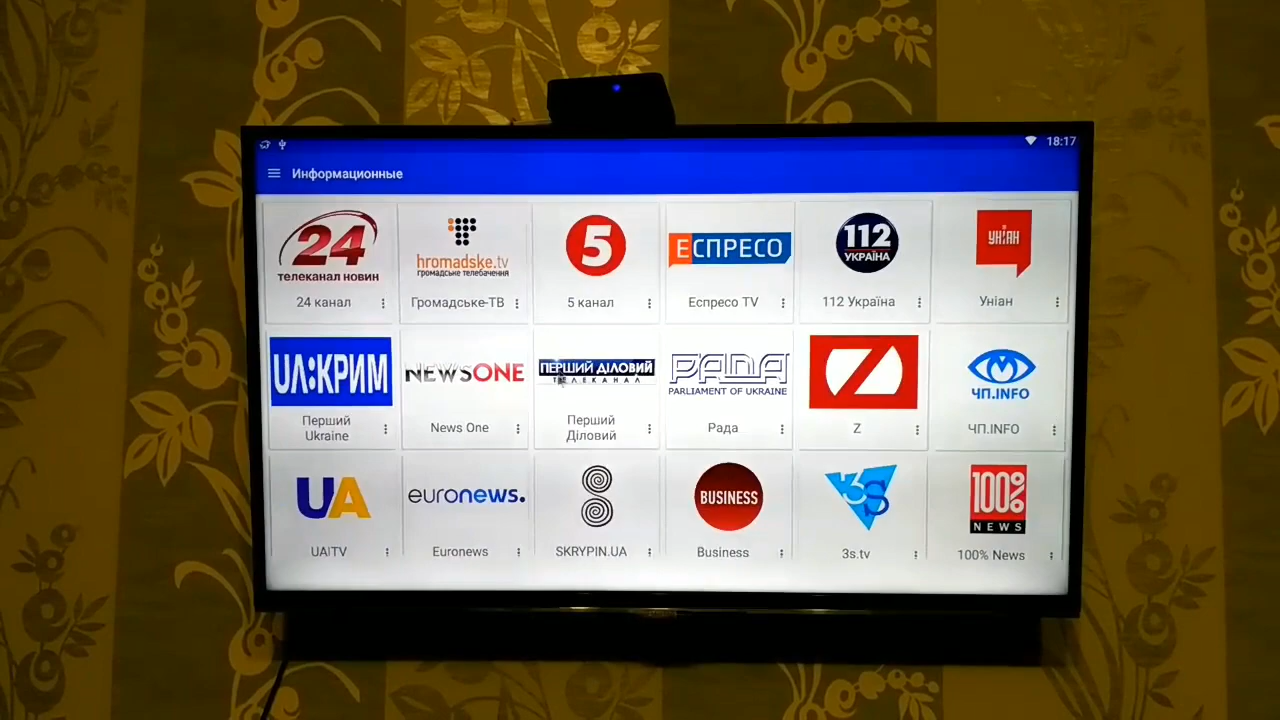 18:17
Информационные
24
телеканал новин
24 канал
hromadske.tv
громадське телебачення
Громадське-ТВ
5
5 канал
ЕСПРЕСО
Еспресо TV
112
УКРАЇНА
112 Україна
УНІАН
Уніан
UA:КРИМ
Перший
Ukraine
NEWSONE
News One
ПЕРШИЙ ДІЛОВИЙ
ТЕЛЕКАНАЛ
Перший
Діловий
РАДА
PARLIAMENT OF UKRAINE
Рада
Z
Z
ЧП.INFO
ЧП.INFO
UA
UA|TV
euronews.
Euronews
SKRYPIN.UA
BUSINESS
Business
3S
3s.tv
100%
NEWS
100% News